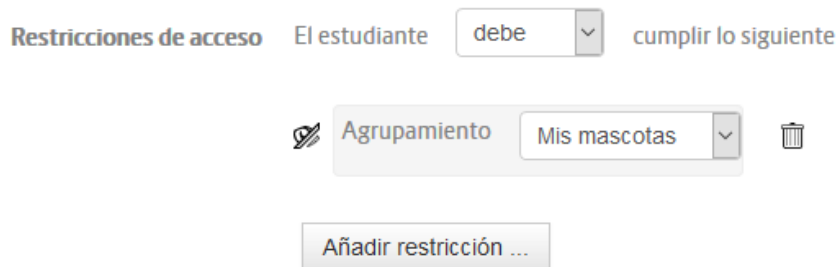 Restricciones de acceso El estudiante debe cumplir lo siguiente
Agrupamiento Mis mascotas
Añadir restricción ...